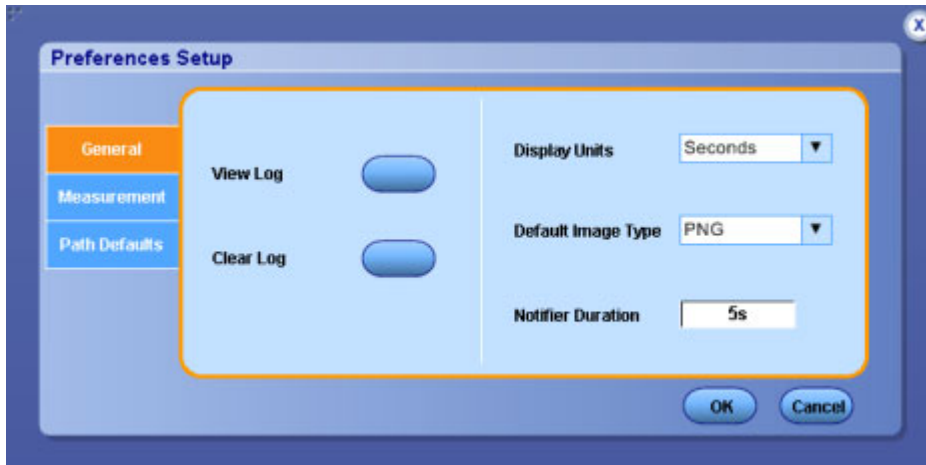 X
Preferences Setup
General
Measurement
Path Defaults
View Log
Clear Log
Display Units
Seconds
Default Image Type
PNG
Notifier Duration
5s
OK
Cancel